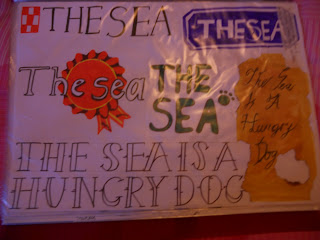 THE SEA
THE SEA
The sea
THE
SEA
The Sea
Is A
Hungry
Dog
THE SEA IS A
HUNGRY DOG